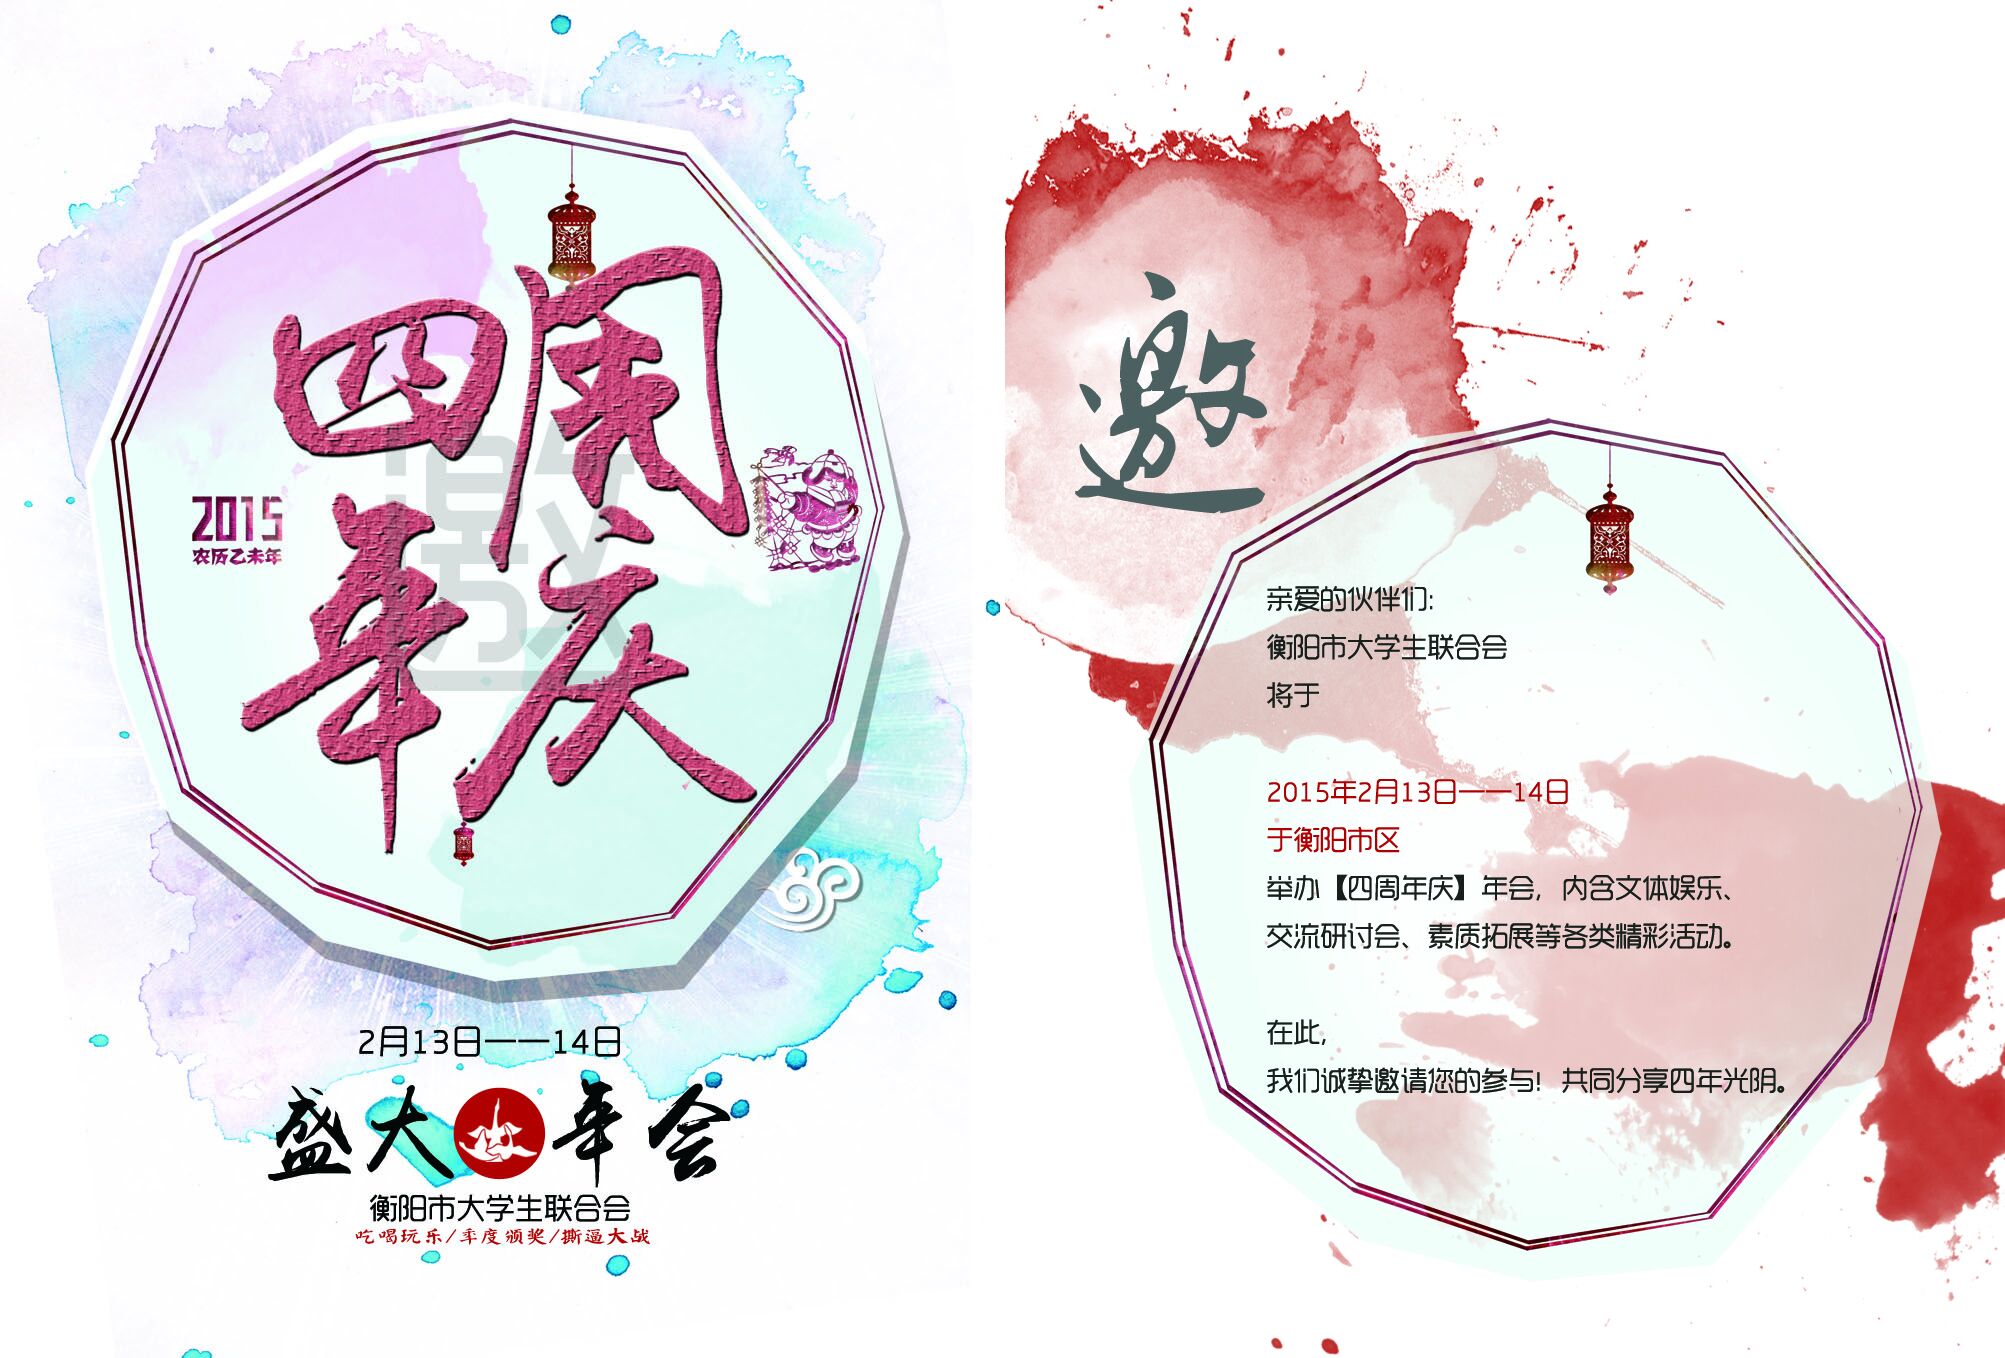 四周
年庆
邀
2015
农历乙未年
2月13日——14日
盛大年会
衡阳市大学生联合会
吃喝玩乐/季度颁奖/撕逼大战
邀
亲爱的伙伴们:
衡阳市大学生联合会
将于
2015年2月13日——14日
于衡阳市区
举办【四周年庆】年会，内含文体娱乐、
交流研讨会、素质拓展等各类精彩活动。
在此，
我们诚挚邀请您的参与！共同分享四年光阴。